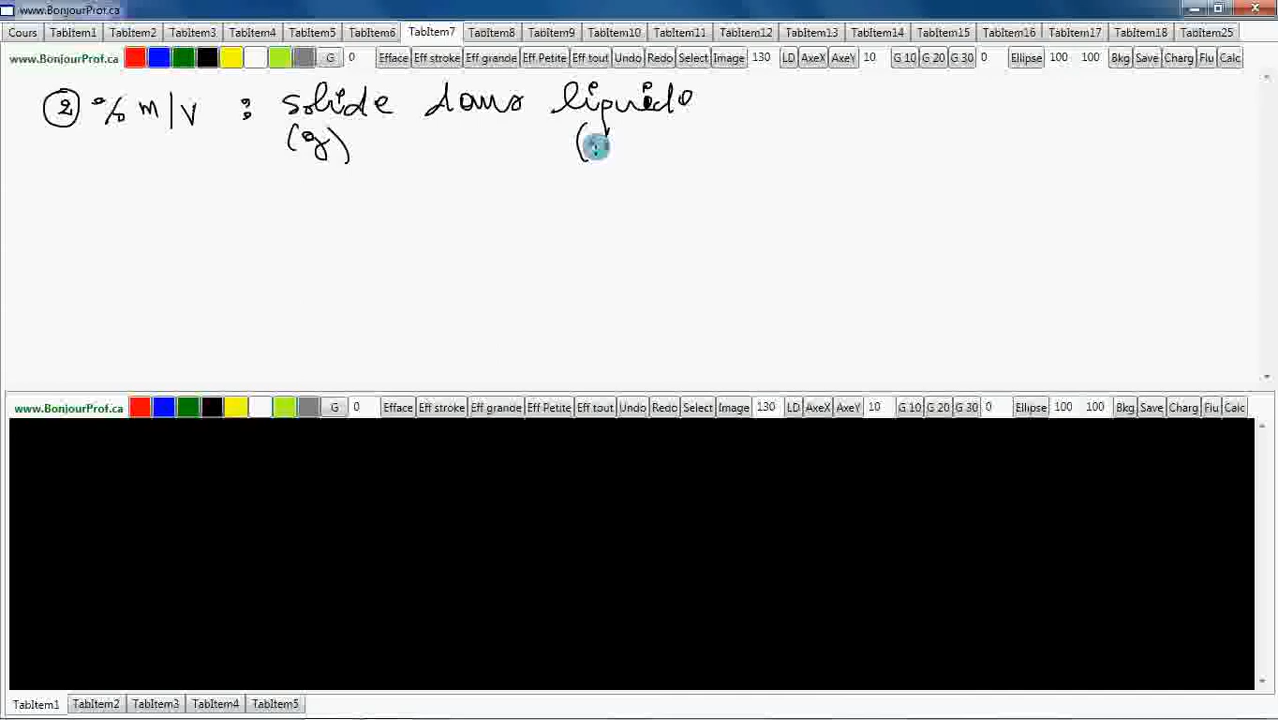 www.BonjourProf.ca
Cours TabItem1 TabItem2 TabItem3 TabItem4 TabItem5 TabItem6 TabItem7 TabItem8 TabItem9 TabItem10 TabItem11 TabItem12 TabItem13 TabItem14 TabItem15 TabItem16 TabItem17 TabItem18 TabItem25
www.BonjourProf.ca G 0 Efface Eff stroke Eff grande Eff Petite Eff tout Undo Redo Select Image 130 LD AxeX AxeY 10 G 10 G 20 G 30 0 Ellipse 100 100 Bkg Save Charg Flu Calc
② % m/V : solide dans liquide
(g) (
www.BonjourProf.ca G 0 Efface Eff stroke Eff grande Eff Petite Eff tout Undo Redo Select Image 130 LD AxeX AxeY 10 G 10 G 20 G 30 0 Ellipse 100 100 Bkg Save Charg Flu Calc
TabItem1 TabItem2 TabItem3 TabItem4 TabItem5